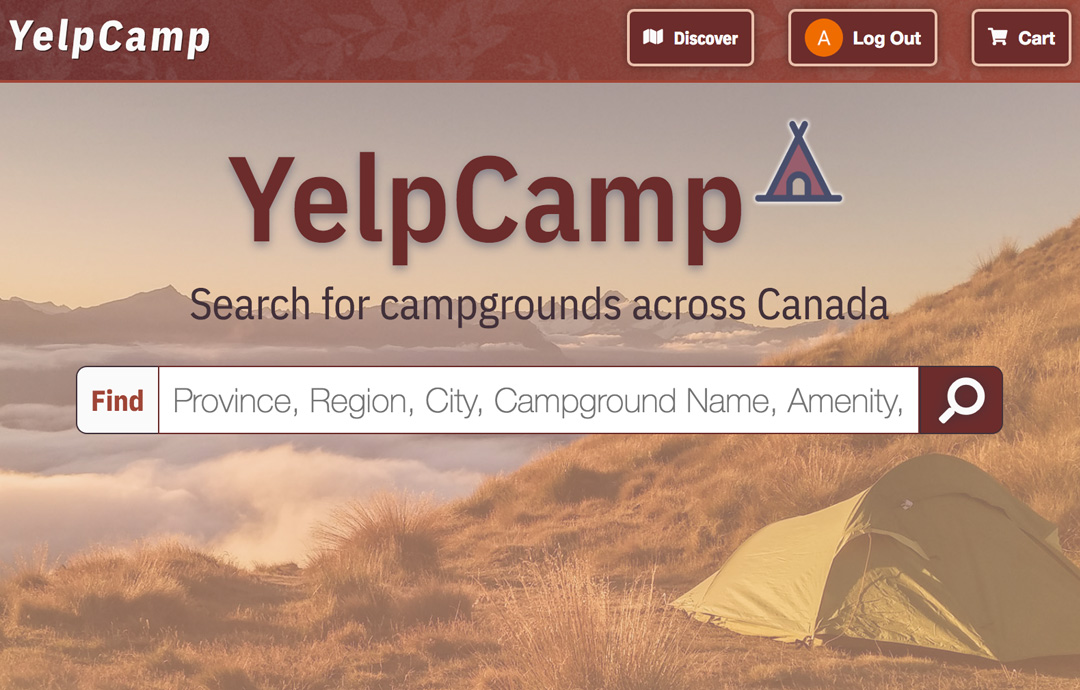 YelpCamp
Discover
A Log Out
Cart
YelpCamp
Search for campgrounds across Canada
Find Province, Region, City, Campground Name, Amenity,